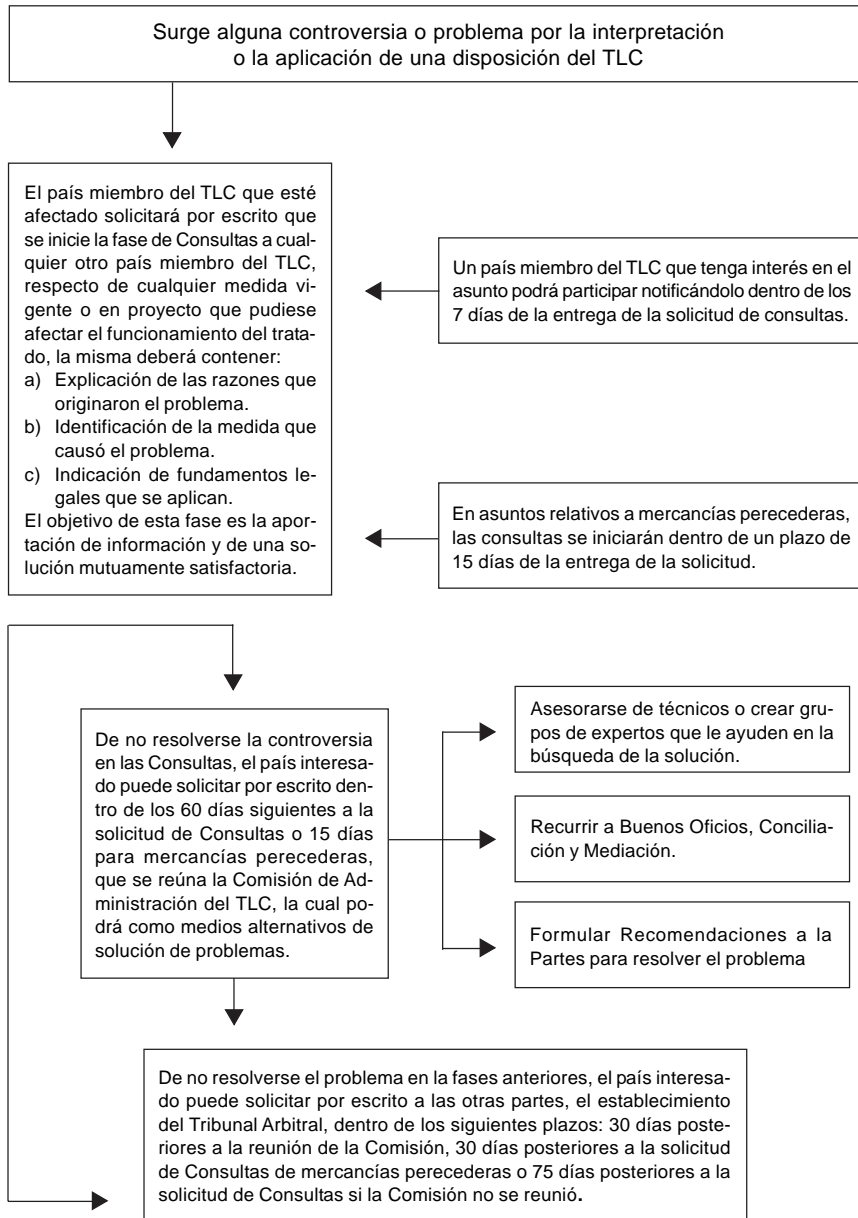 Surge alguna controversia o problema por la interpretación
o la aplicación de una disposición del TLC
El país miembro del TLC que esté
afectado solicitará por escrito que
se inicie la fase de Consultas a cual-
quier otro país miembro del TLC,
respecto de cualquier medida vi-
gente o en proyecto que pudiese
afectar el funcionamiento del trata-
do, la misma deberá contener:
a) Explicación de las razones que
originaron el problema.
b) Identificación de la medida que
causó el problema.
c) Indicación de fundamentos le-
gales que se aplican.
El objetivo de esta fase es la apor-
tación de información y de una so-
lución mutuamente satisfactoria.
Un país miembro del TLC que tenga interés en el
asunto podrá participar notificándolo dentro de los
7 días de la entrega de la solicitud de consultas.
En asuntos relativos a mercancías perecederas,
las consultas se iniciarán dentro de un plazo de
15 días de la entrega de la solicitud.
De no resolverse la controversia
en las Consultas, el país interesa-
do puede solicitar por escrito den-
tro de los 60 días siguientes a la
solicitud de Consultas o 15 días
para mercancías perecederas,
que se reúna la Comisión de Ad-
ministración del TLC, la cual po-
drá como medios alternativos de
solución de problemas.
Asesorarse de técnicos o crear gru-
pos de expertos que le ayuden en la
búsqueda de la solución.
Recurrir a Buenos Oficios, Concilia-
ción y Mediación.
Formular Recomendaciones a la
Partes para resolver el problema
De no resolverse el problema en la fases anteriores, el país interesa-
do puede solicitar por escrito a las otras partes, el establecimiento
del Tribunal Arbitral, dentro de los siguientes plazos: 30 días poste-
riores a la reunión de la Comisión, 30 días posteriores a la solicitud
de Consultas de mercancías perecederas o 75 días posteriores a la
solicitud de Consultas si la Comisión no se reunió.